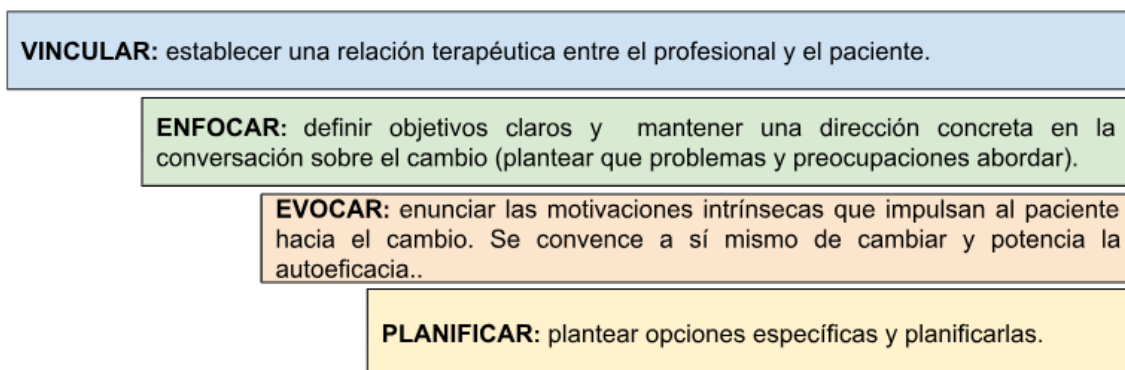 VINCULAR: establecer una relación terapéutica entre el profesional y el paciente.
ENFOCAR: definir objetivos claros y mantener una dirección concreta en la
conversación sobre el cambio (plantear que problemas y preocupaciones abordar).
EVOCAR: enunciar las motivaciones intrínsecas que impulsan al paciente
hacia el cambio. Se convence a sí mismo de cambiar y potencia la
autoeficacia..
PLANIFICAR: plantear opciones específicas y planificarlas.